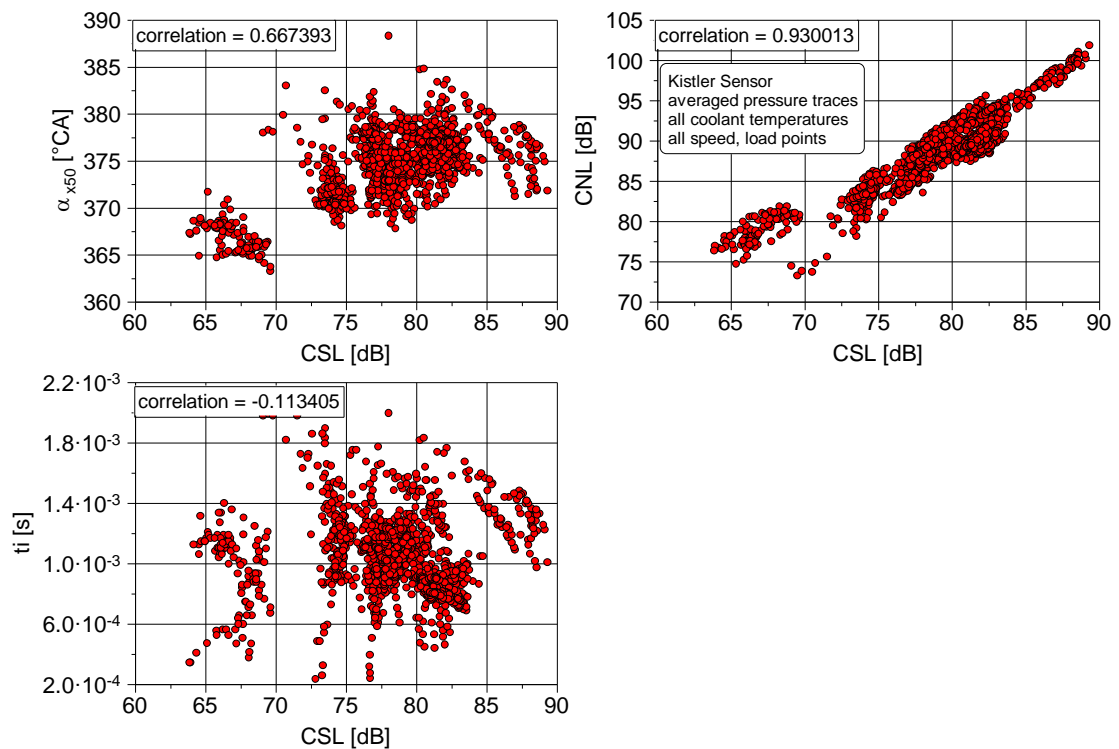 correlation = 0.667393
390
385
380
375
370
365
360
α x50 [°CA]
60 65 70 75 80 85 90
CSL [dB]
correlation = 0.930013
Kistler Sensor
averaged pressure traces
all coolant temperatures
all speed, load points
105
100
95
90
85
80
75
70
CNL [dB]
60 65 70 75 80 85 90
CSL [dB]
correlation = -0.113405
2.2·10⁻³
1.8·10⁻³
1.4·10⁻³
1.0·10⁻³
6.0·10⁻⁴
2.0·10⁻⁴
ti [s]
60 65 70 75 80 85 90
CSL [dB]